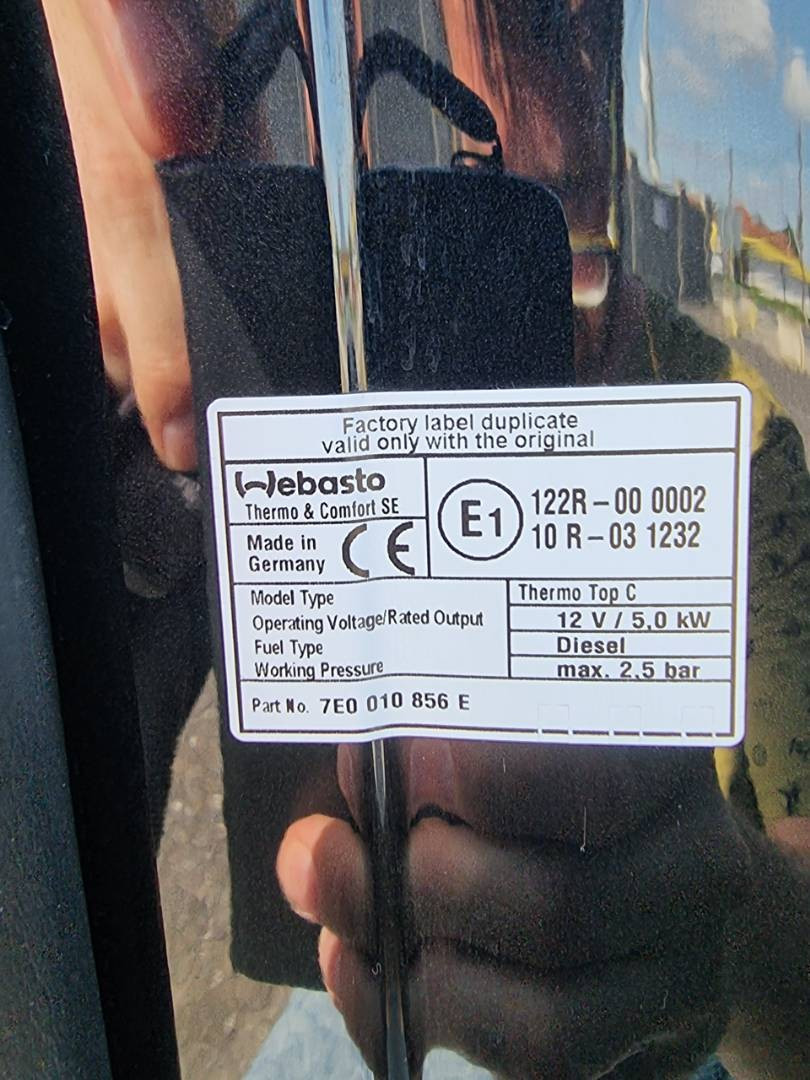 Factory label duplicate
valid only with the original
Webasto
Thermo & Comfort SE
Made in
Germany
CE
E1
122R-00 0002
10 R-03 1232
Model Type
Thermo Top C
Operating Voltage/Rated Output
12 V / 5,0 kW
Fuel Type
Diesel
Working Pressure
max. 2,5 bar
Part No. 7E0 010 856 E